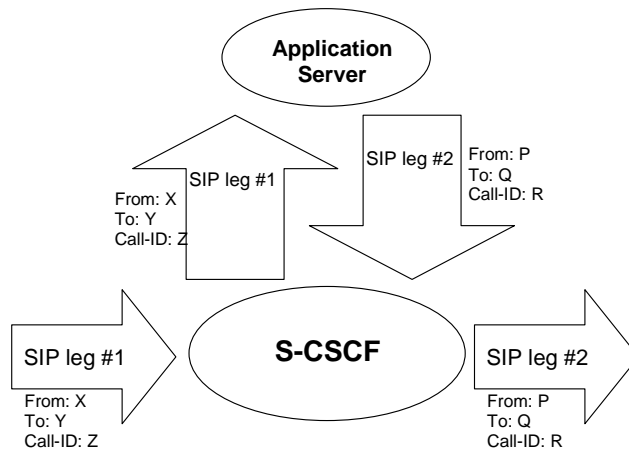 Application
Server
SIP leg #1
From: X
To: Y
Call-ID: Z
SIP leg #2
From: P
To: Q
Call-ID: R
SIP leg #1
From: X
To: Y
Call-ID: Z
S-CSCF
SIP leg #2
From: P
To: Q
Call-ID: R